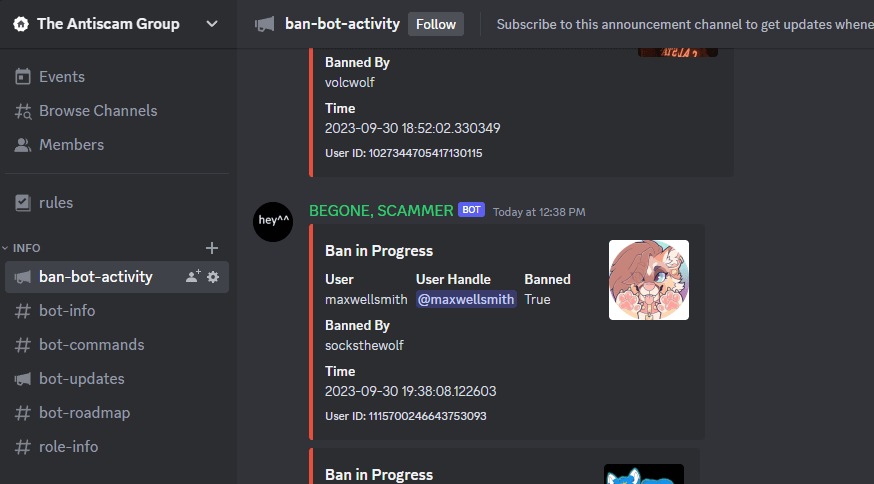 The Antiscam Group
Events
Browse Channels
Members
rules
INFO
ban-bot-activity
bot-info
bot-commands
bot-updates
bot-roadmap
role-info
ban-bot-activity Follow Subscribe to this announcement channel to get updates whene
Banned By
volcwolf
Time
2023-09-30 18:52:02.330349
User ID: 1027344705417130115
hey^^
BEGONE, SCAMMER BOT Today at 12:38 PM
Ban in Progress
User User Handle Banned
maxwellsmith @maxwellsmith True
Banned By
socksthewolf
Time
2023-09-30 19:38:08.122603
User ID: 1115700246643753093
Ban in Progress